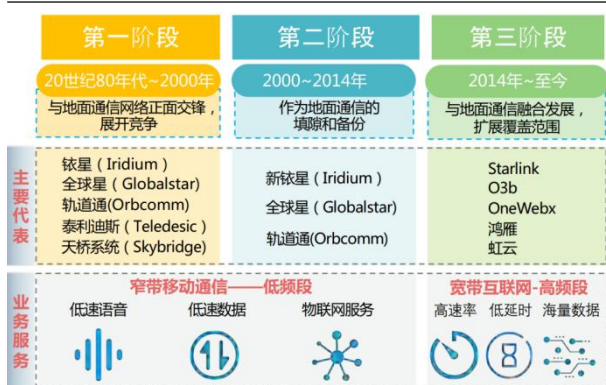 第一阶段
第二阶段
第三阶段
20世纪80年代~2000年
2000~2014年
2014年~至今
与地面通信网络正面交锋，
展开竞争
作为地面通信的
填隙和备份
与地面通信融合发展，
扩展覆盖范围
主要代表
铱星（Iridium）
全球星（Globalstar)
轨道通(Orbcomm)
泰利迪斯（Teledesic）
天桥系统（Skybridge)
新铱星（Iridium）
全球星（Globalstar)
轨道通(Orbcomm)
Starlink
O3b
OneWebx
鸿雁
虹云
业务服务
窄带移动通信——低频段
低速语音
低速数据
物联网服务
宽带互联网-高频段
高速率
低延时
海量数据